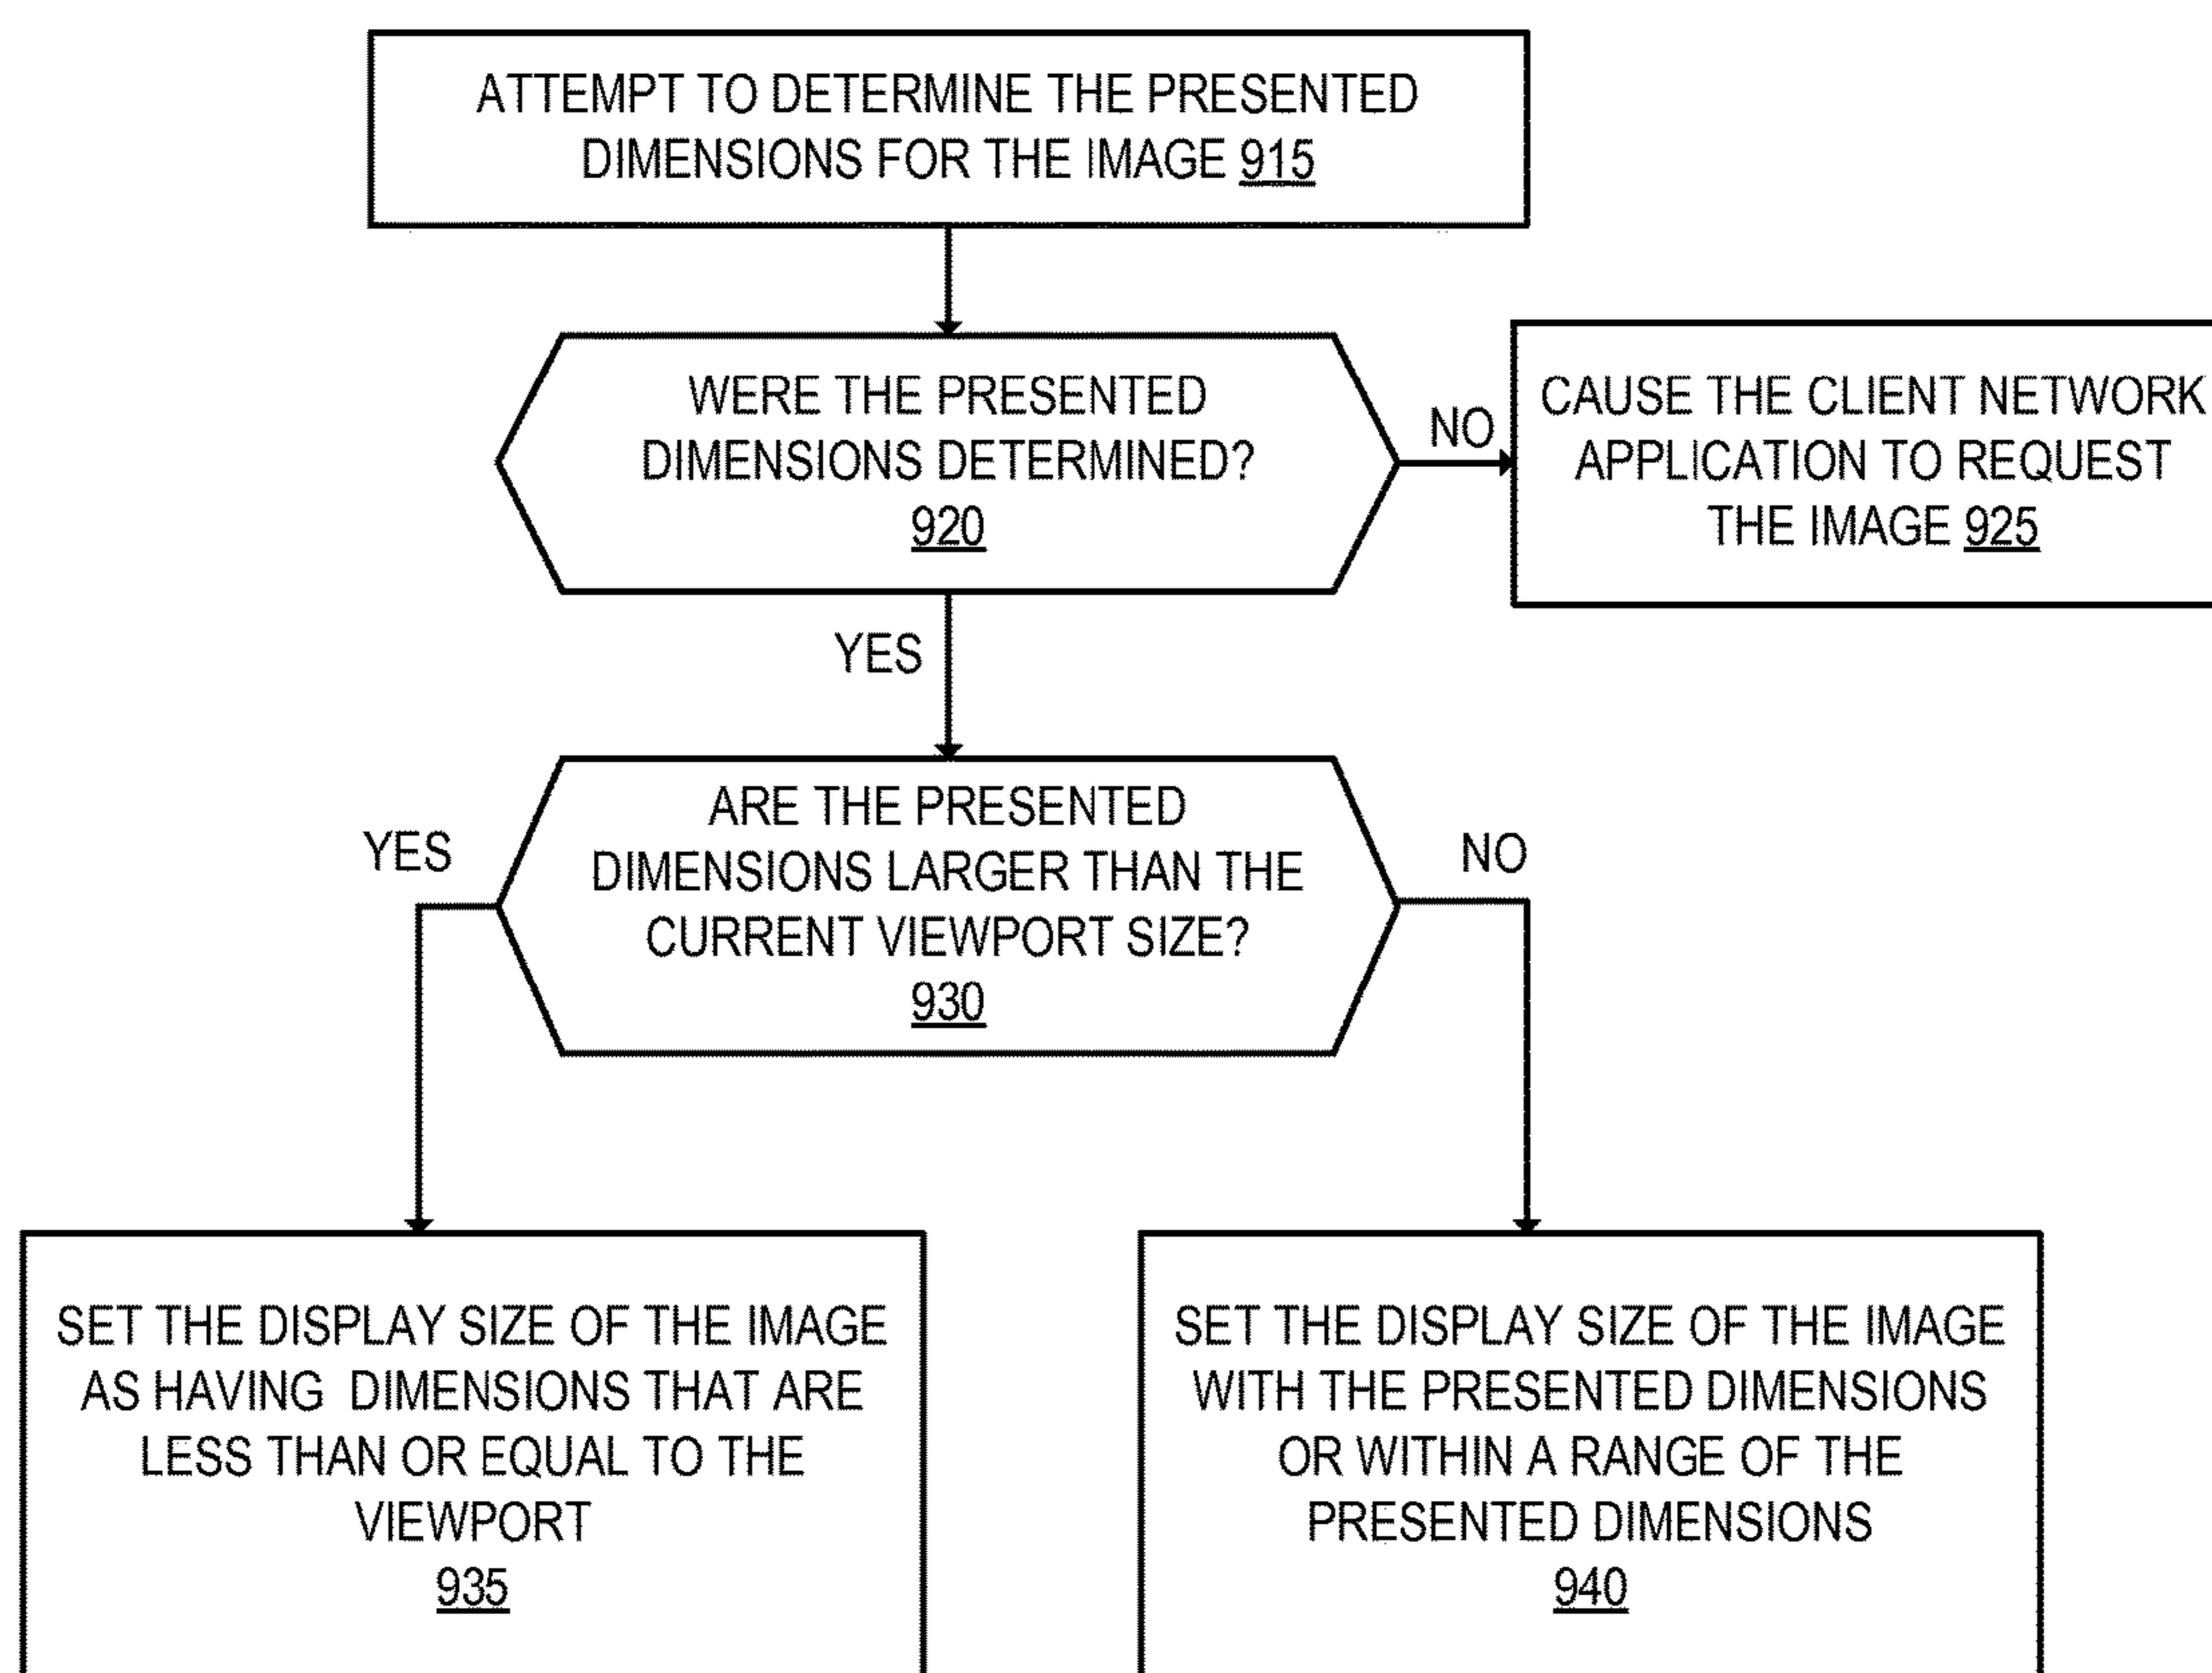 ATTEMPT TO DETERMINE THE PRESENTED
DIMENSIONS FOR THE IMAGE 915
WERE THE PRESENTED
DIMENSIONS DETERMINED?
920
NO
CAUSE THE CLIENT NETWORK
APPLICATION TO REQUEST
THE IMAGE 925
YES
ARE THE PRESENTED
DIMENSIONS LARGER THAN THE
CURRENT VIEWPORT SIZE?
930
YES
NO
SET THE DISPLAY SIZE OF THE IMAGE
AS HAVING DIMENSIONS THAT ARE
LESS THAN OR EQUAL TO THE
VIEWPORT
935
SET THE DISPLAY SIZE OF THE IMAGE
WITH THE PRESENTED DIMENSIONS
OR WITHIN A RANGE OF THE
PRESENTED DIMENSIONS
940